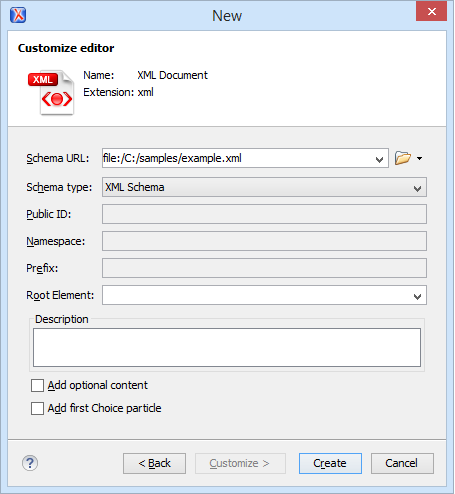 New
Customize editor
XML
Name: XML Document
Extension: xml
Schema URL: file:/C:/samples/example.xml
Schema type: XML Schema
Public ID:
Namespace:
Prefix:
Root Element:
Description
Add optional content
Add first Choice particle
? < Back Customize > Create Cancel